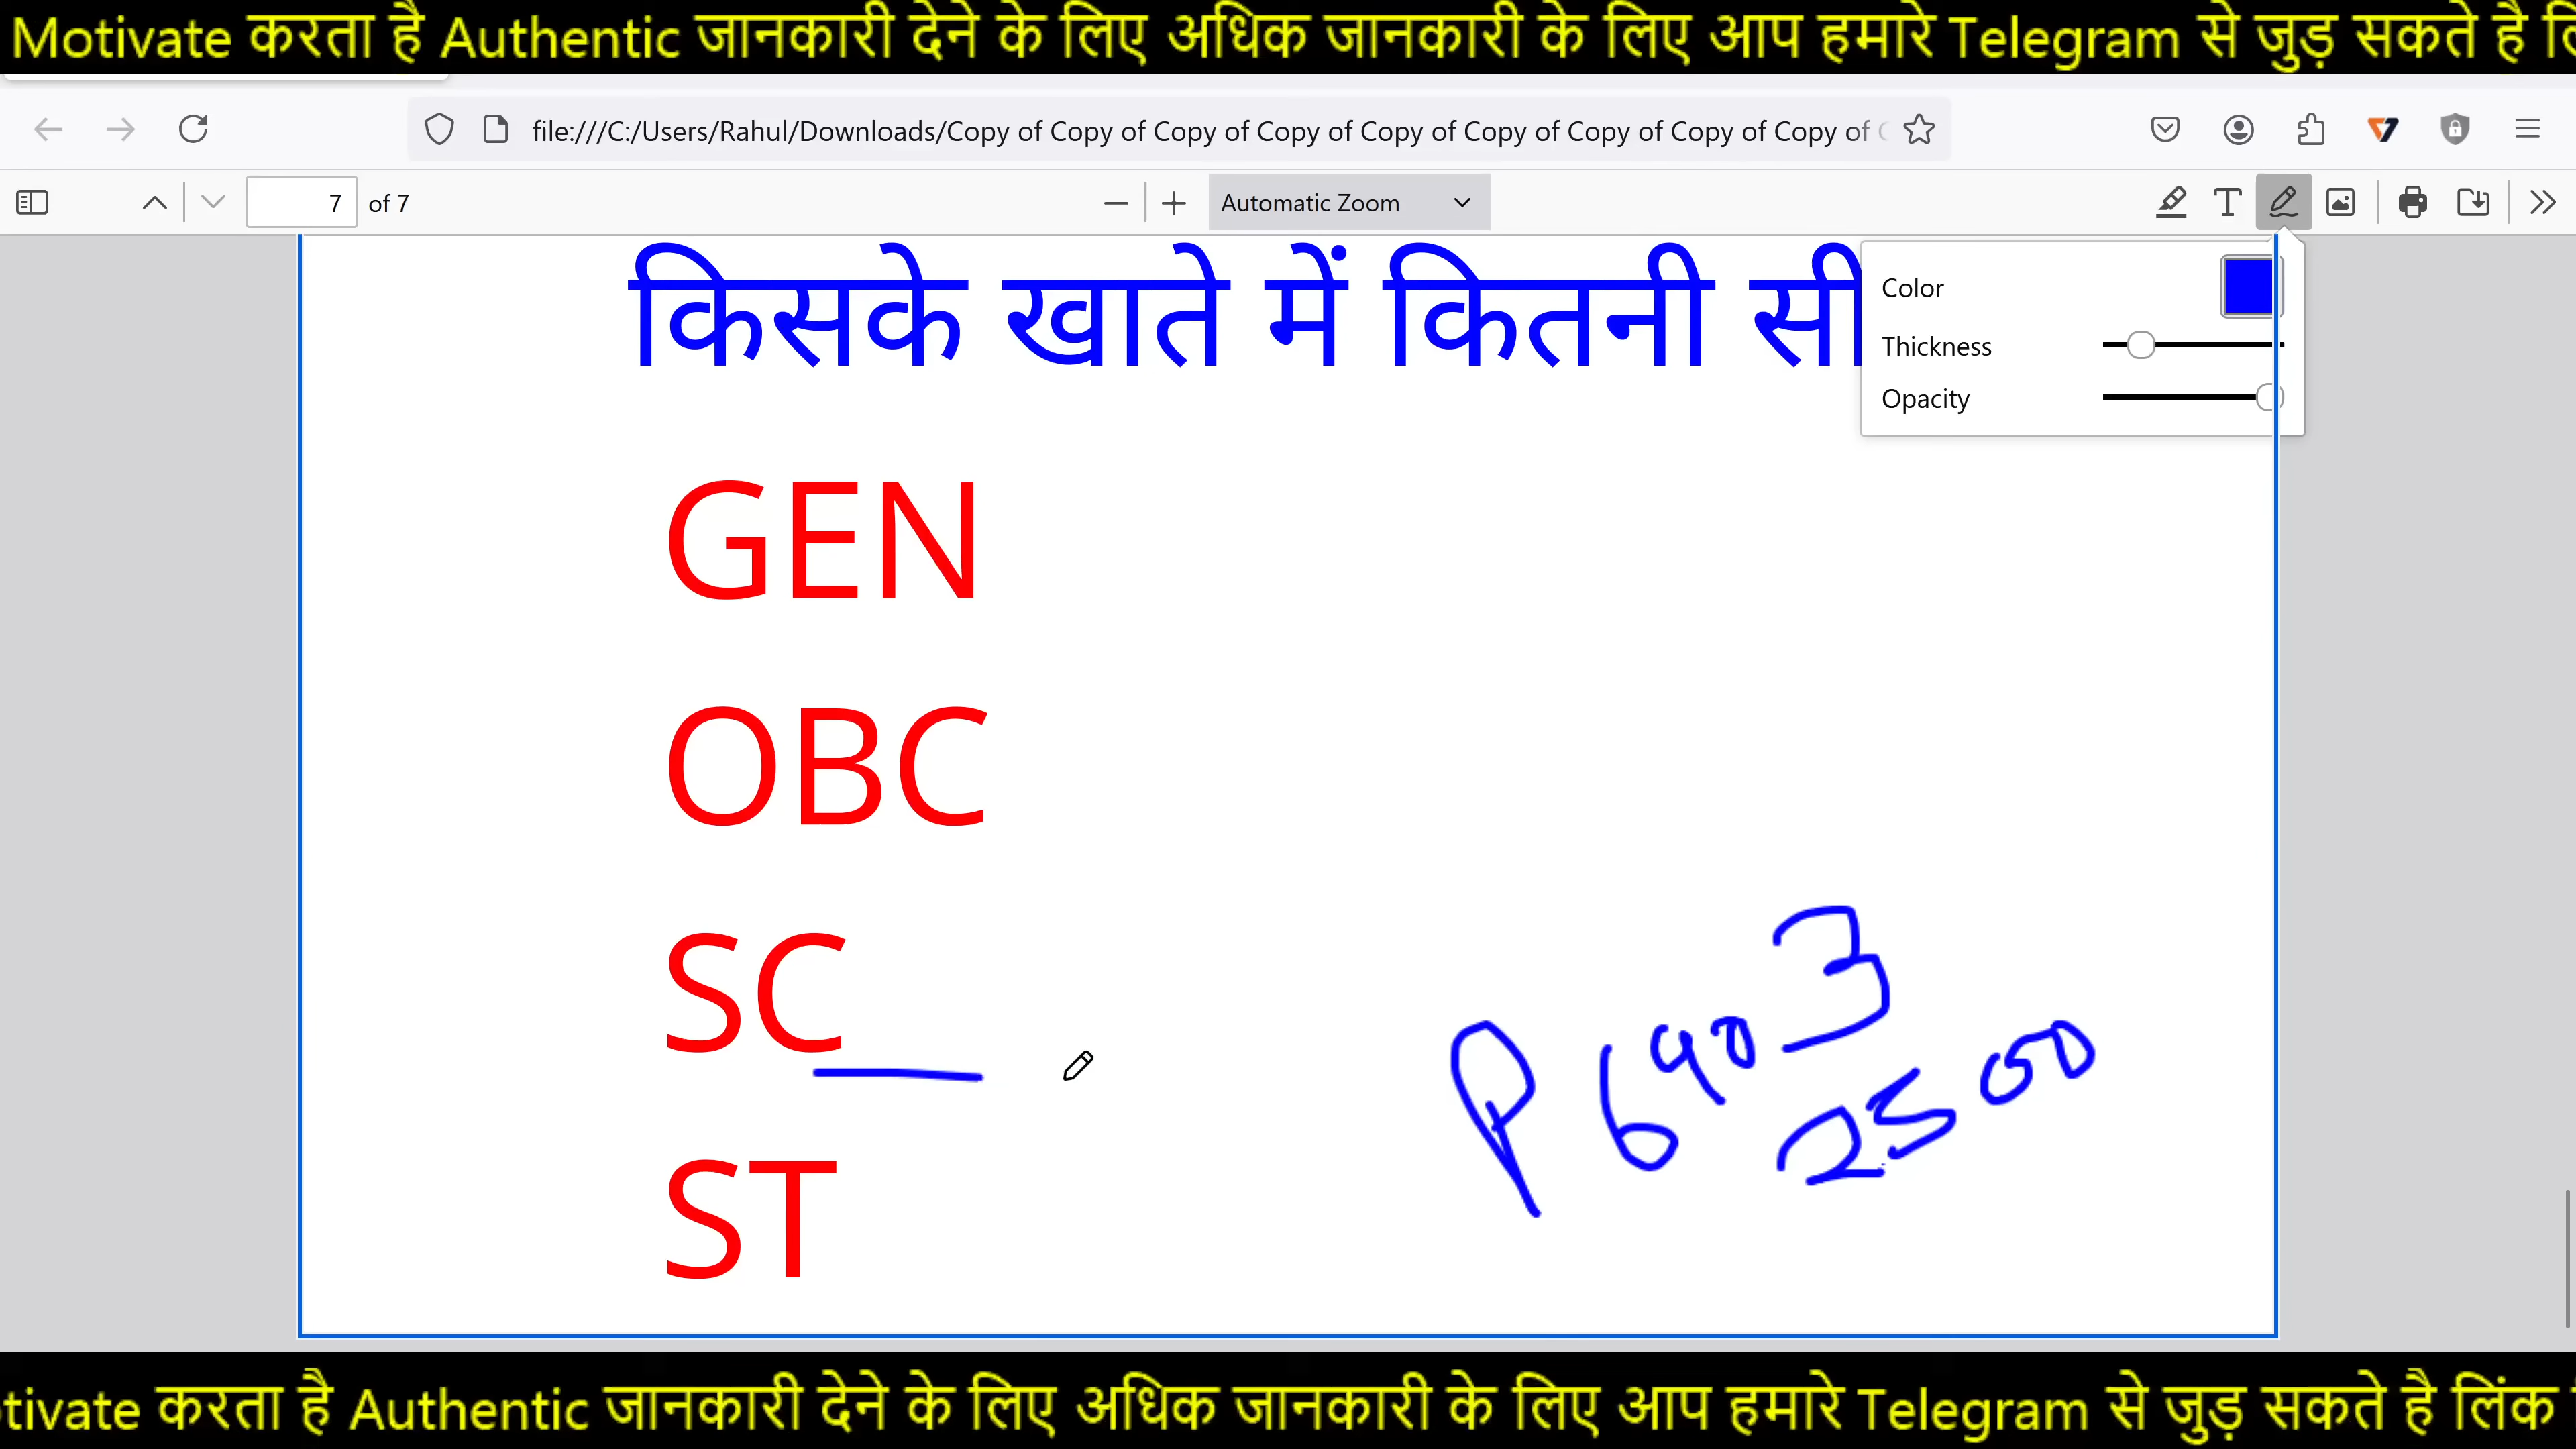 Motivate करता है Authentic जानकारी देने के लिए अधिक जानकारी के लिए आप हमारे Telegram से जुड़ सकते है
file:///C:/Users/Rahul/Downloads/Copy of Copy of Copy of Copy of Copy of Copy of Copy of Copy of Copy of
7 of 7
Automatic Zoom
Color
Thickness
Opacity
किसके खाते में कितनी सी
GEN
OBC
SC
ST
3
2500
tivate करता है Authentic जानकारी देने के लिए अधिक जानकारी के लिए आप हमारे Telegram से जुड़ सकते है लिंक